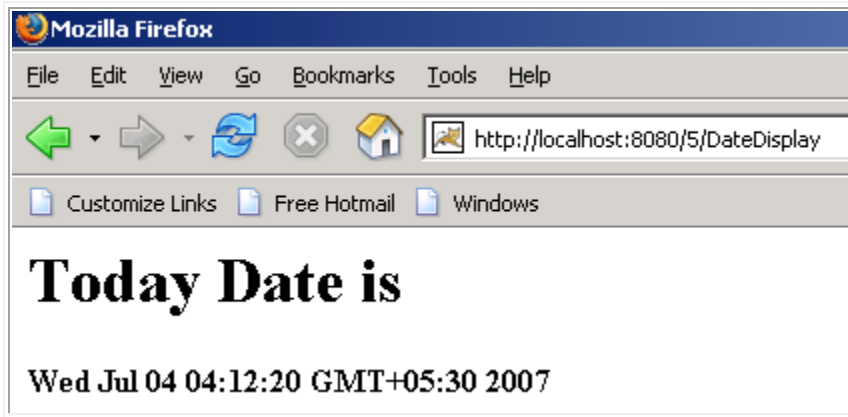 Mozilla Firefox
File Edit View Go Bookmarks Tools Help
http://localhost:8080/5/DateDisplay
Customize Links Free Hotmail Windows
Today Date is
Wed Jul 04 04:12:20 GMT+05:30 2007